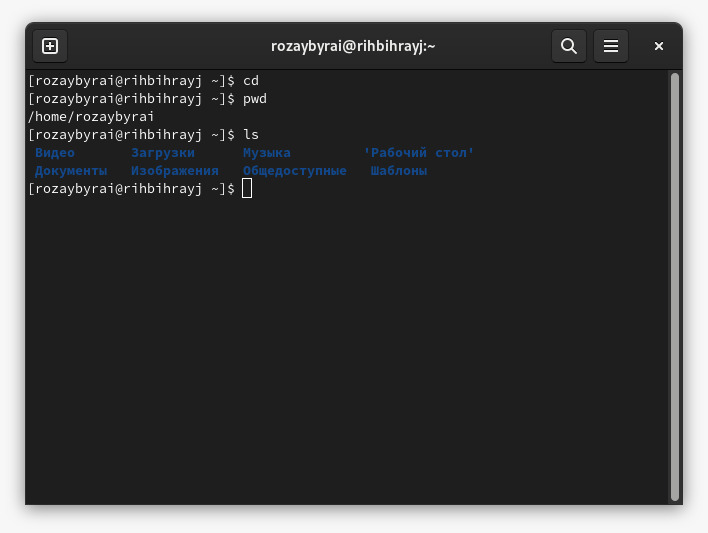 rozaybyrai@rihbihrayj:~
[rozaybyrai@rihbihrayj ~]$ cd
[rozaybyrai@rihbihrayj ~]$ pwd
/home/rozaybyrai
[rozaybyrai@rihbihrayj ~]$ ls
Видео Загрузки Музыка 'Рабочий стол'
Документы Изображения Общедоступные Шаблоны
[rozaybyrai@rihbihrayj ~]$